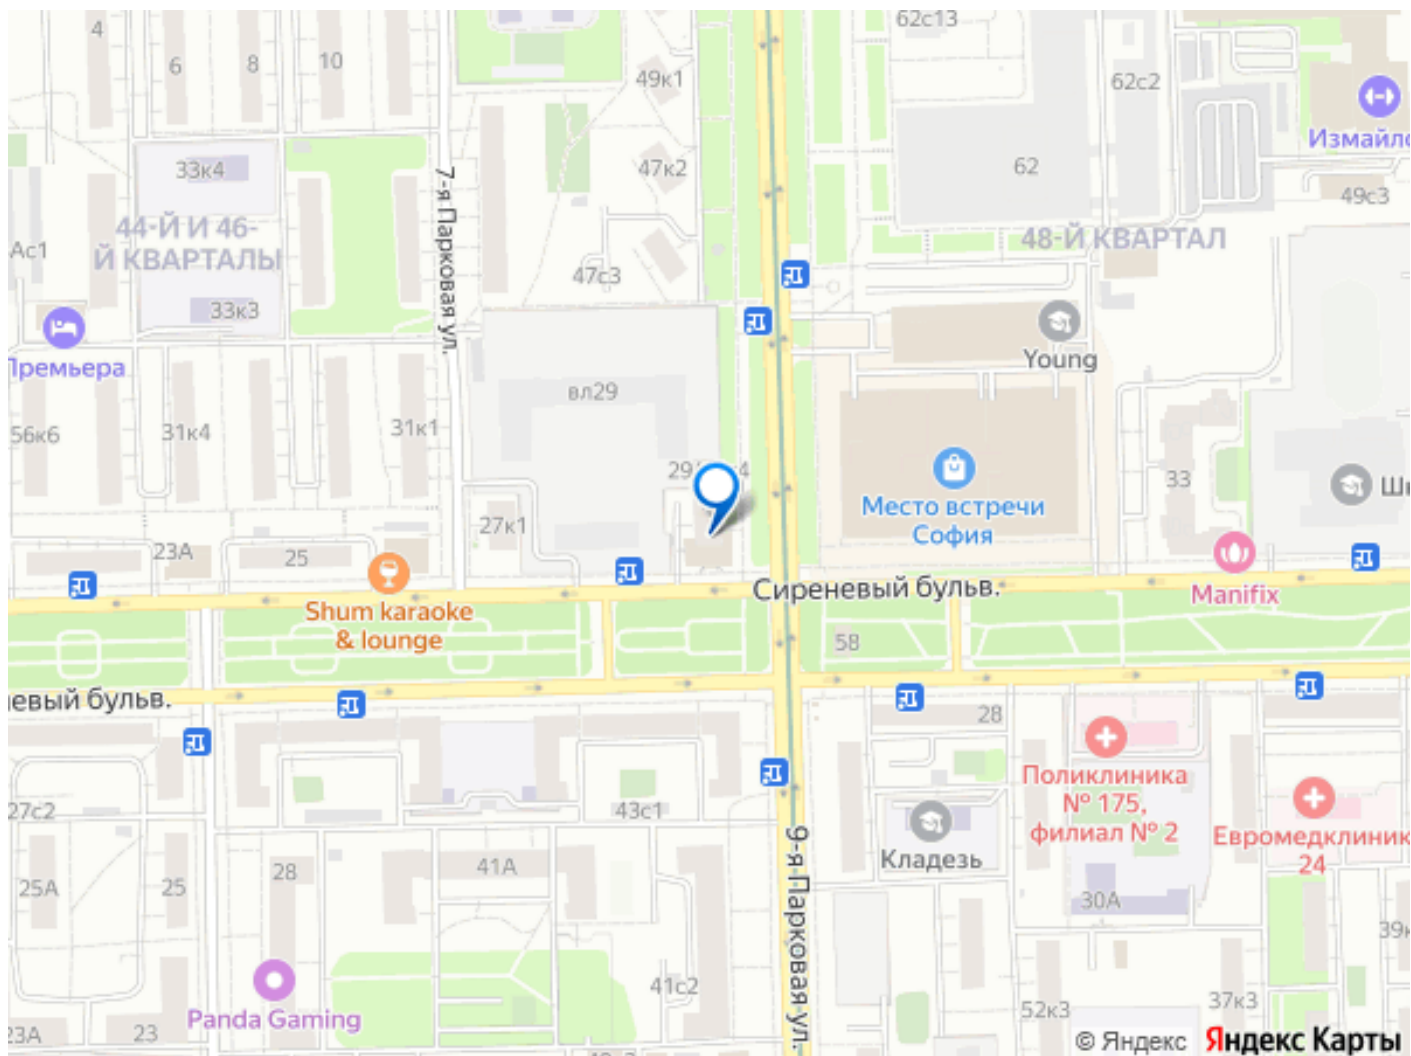 4
6
8
10
49к1
62с13
62с2
Измайло
33к4
47к2
62
49с3
7-я Парковая ул.
44-Й И 46-
Й КВАРТАЛЫ
Ас1
48-Й КВАРТАЛ
47с3
33к3
Премьера
Young
вл29
56к6
31к4
31к1
29
4
33
Место встречи
София
27к1
23А
25
Manifix
Shum karaoke
& lounge
Сиреневый бульв.
58
невый бульв.
28
Поликлиника
№ 175,
филиал № 2
27с2
43с1
Евромедклиник
24
Кладезь
9-я Парковая ул.
25А
25
28
41А
30А
39к
Panda Gaming
41с2
52к3
37к3
23А
23
© Яндекс
Яндекс Карты